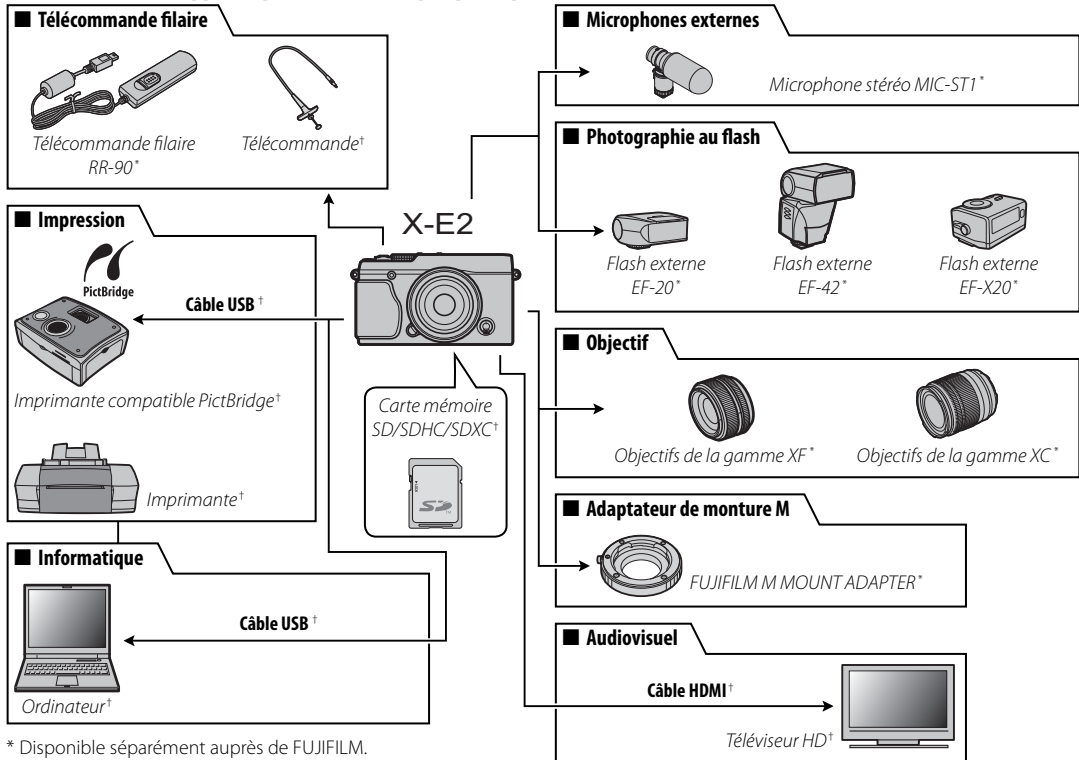 ■ Télécommande filaire
Télécommande filaire
RR-90*
Télécommande†
■ Impression
PictBridge
Câble USB †
Imprimante compatible PictBridge†
Imprimante†
■ Informatique
Câble USB †
Ordinateur†
* Disponible séparément auprès de FUJIFILM.
X-E2
Carte mémoire
SD/SDHC/SDXC†
SD
■ Microphones externes
Microphone stéréo MIC-ST1*
■ Photographie au flash
Flash externe
EF-20*
Flash externe
EF-42*
Flash externe
EF-X20*
■ Objectif
Objectifs de la gamme XF*
Objectifs de la gamme XC*
■ Adaptateur de monture M
FUJIFILM M MOUNT ADAPTER*
■ Audiovisuel
Câble HDMI†
Téléviseur HD†